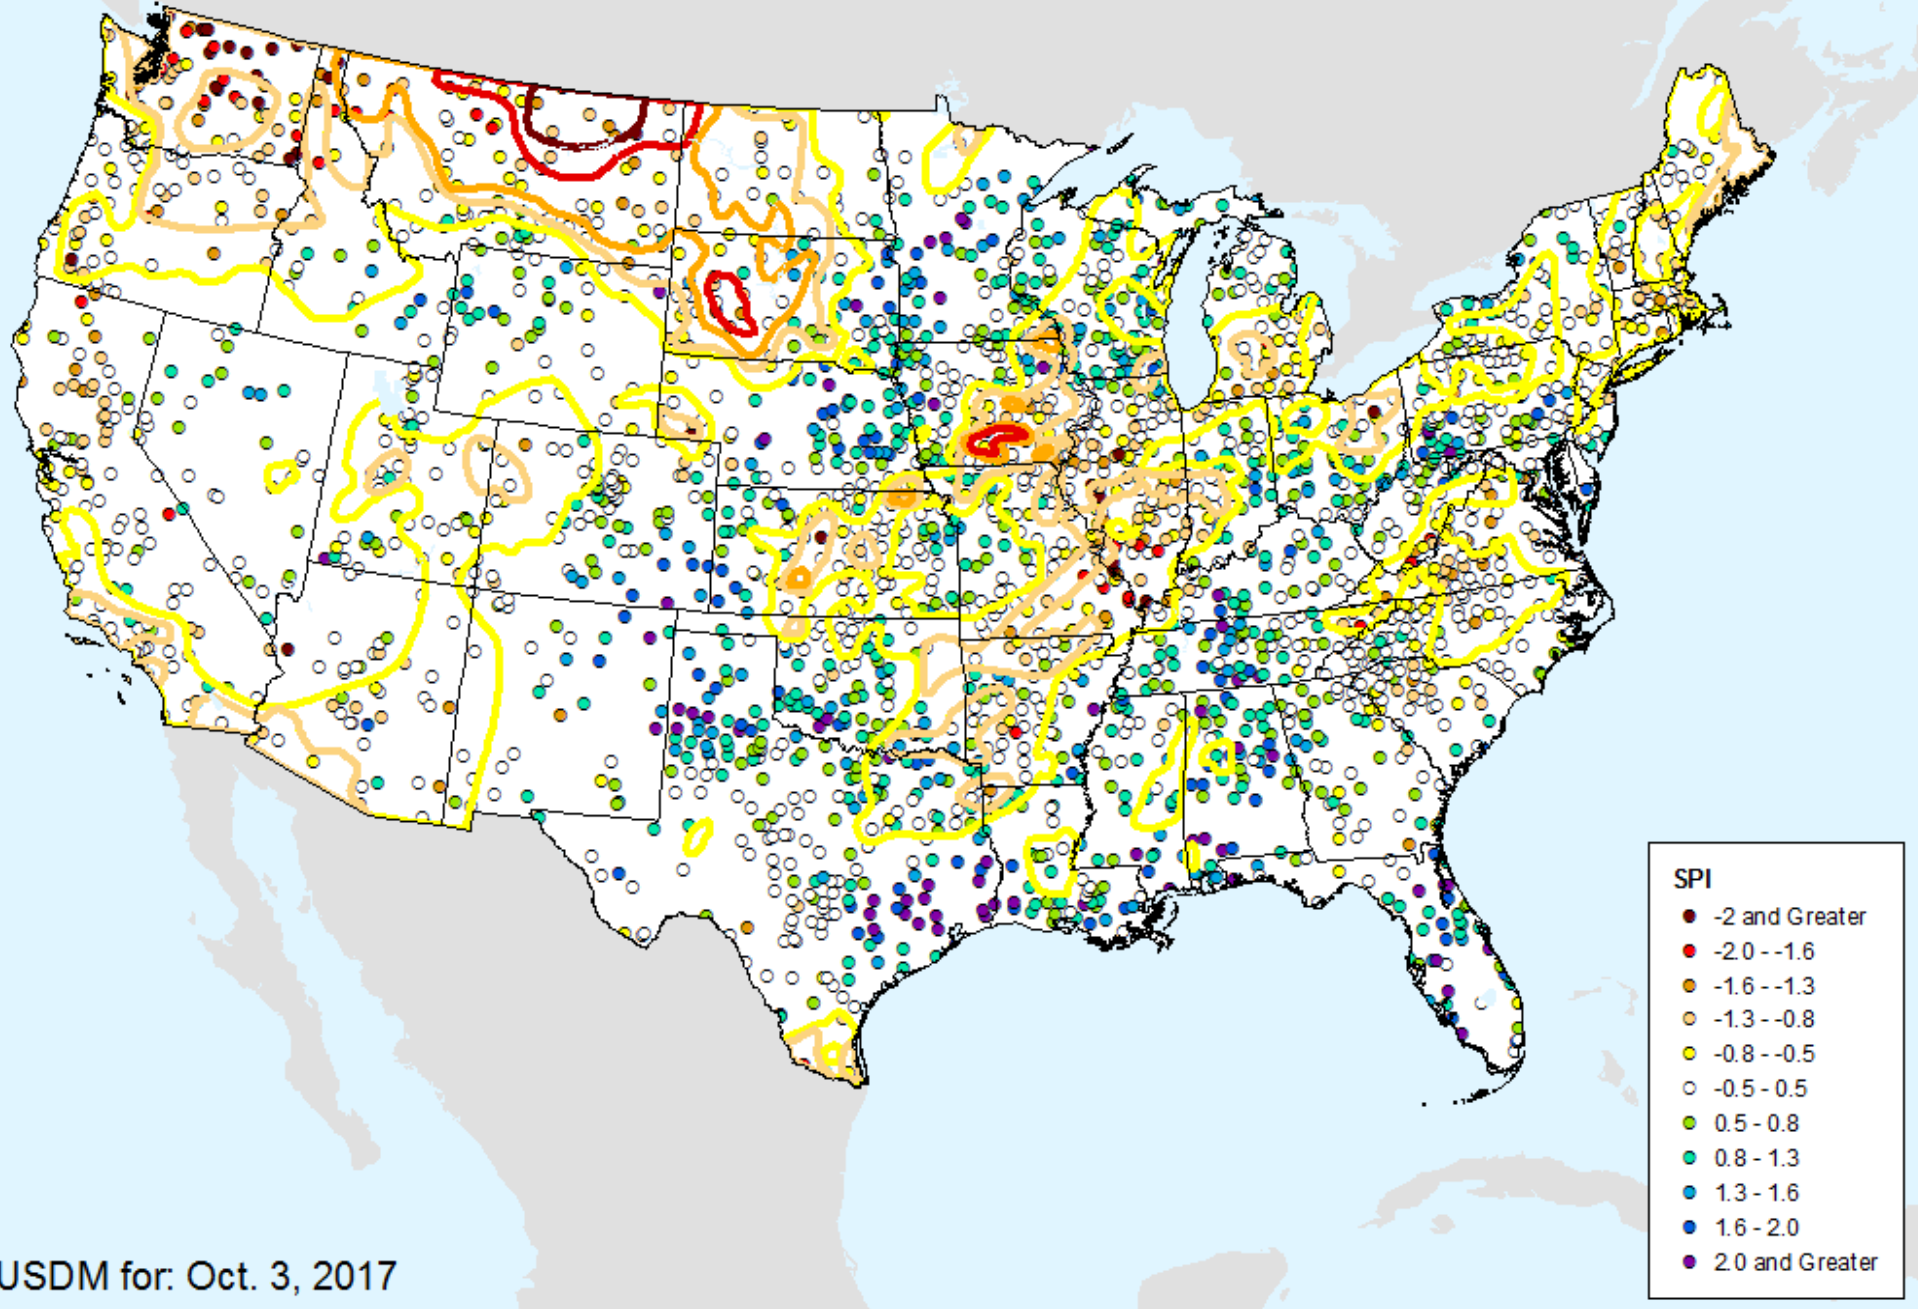 SPI
-2 and Greater
-2.0 - -1.6
-1.6 - -1.3
-1.3 - -0.8
-0.8 - -0.5
-0.5 - 0.5
0.5 - 0.8
0.8 - 1.3
1.3 - 1.6
1.6 - 2.0
2.0 and Greater
USDM for: Oct. 3, 2017